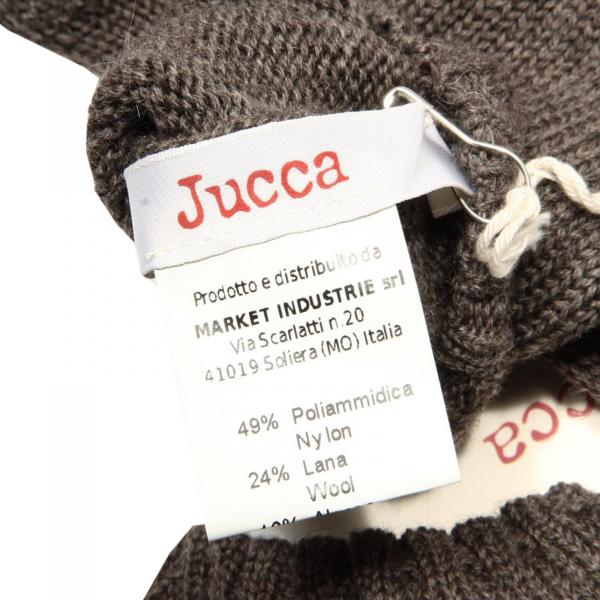 Jucca
Prodotto e distribuito da
MARKET INDUSTRIE srl
Via Scarlatti n.20
41019 Soliera (MO) Italia
49% Poliammidica
Nylon
24% Lana
Wool
cca